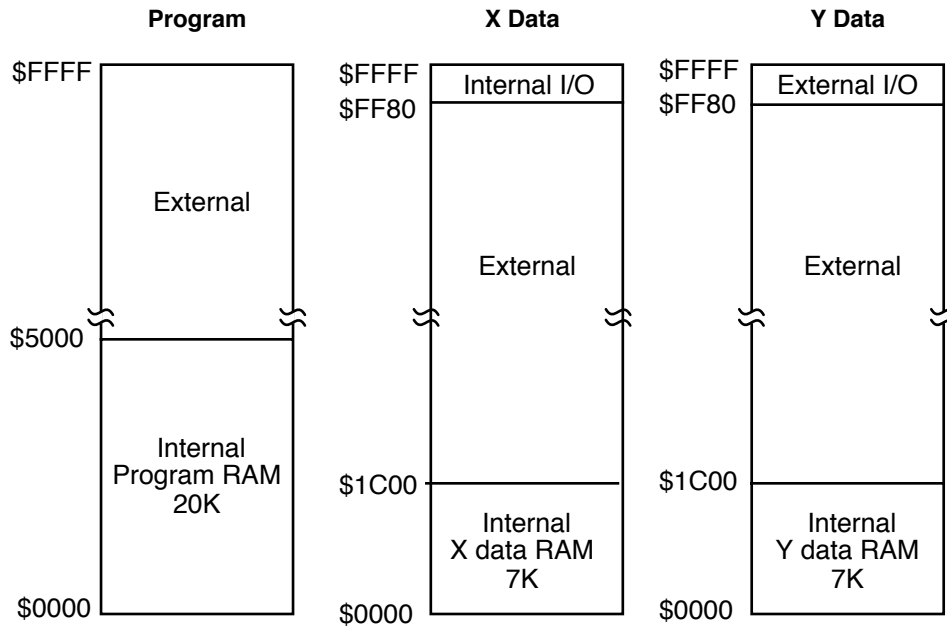 Program
$FFFF
External
$5000
Internal
Program RAM
20K
$0000
X Data
$FFFF
Internal I/O
$FF80
External
$1C00
Internal
X data RAM
7K
$0000
Y Data
$FFFF
External I/O
$FF80
External
$1C00
Internal
Y data RAM
7K
$0000